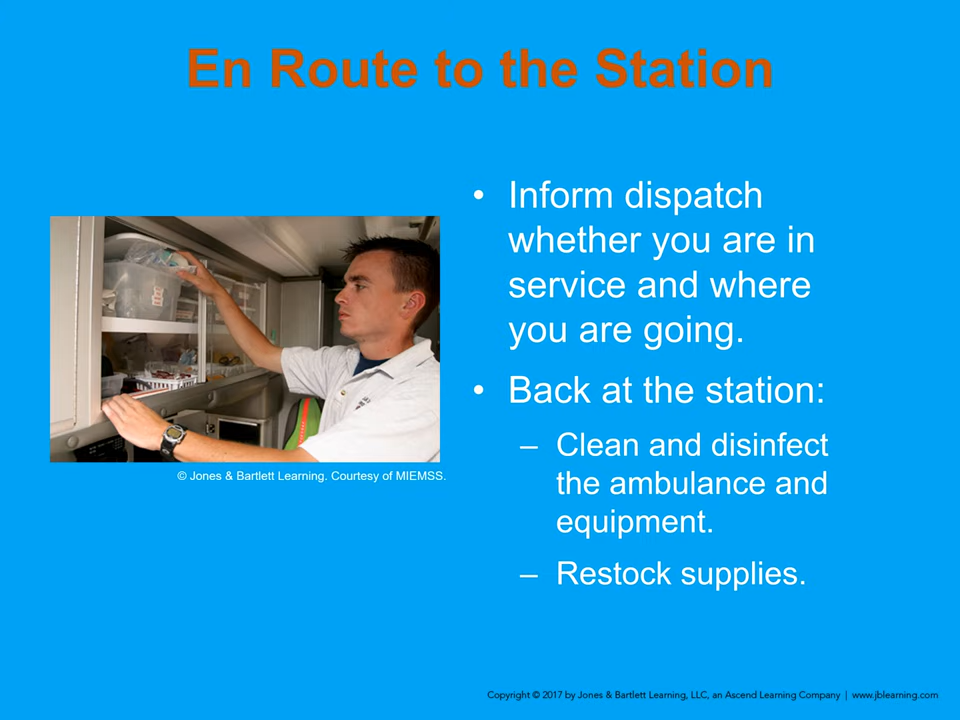 En Route to the Station
• Inform dispatch
whether you are in
service and where
you are going.
• Back at the station:
– Clean and disinfect
the ambulance and
equipment.
– Restock supplies.
© Jones & Bartlett Learning. Courtesy of MIEMSS.
Copyright © 2017 by Jones & Bartlett Learning, LLC, an Ascend Learning Company | www.jblearning.com